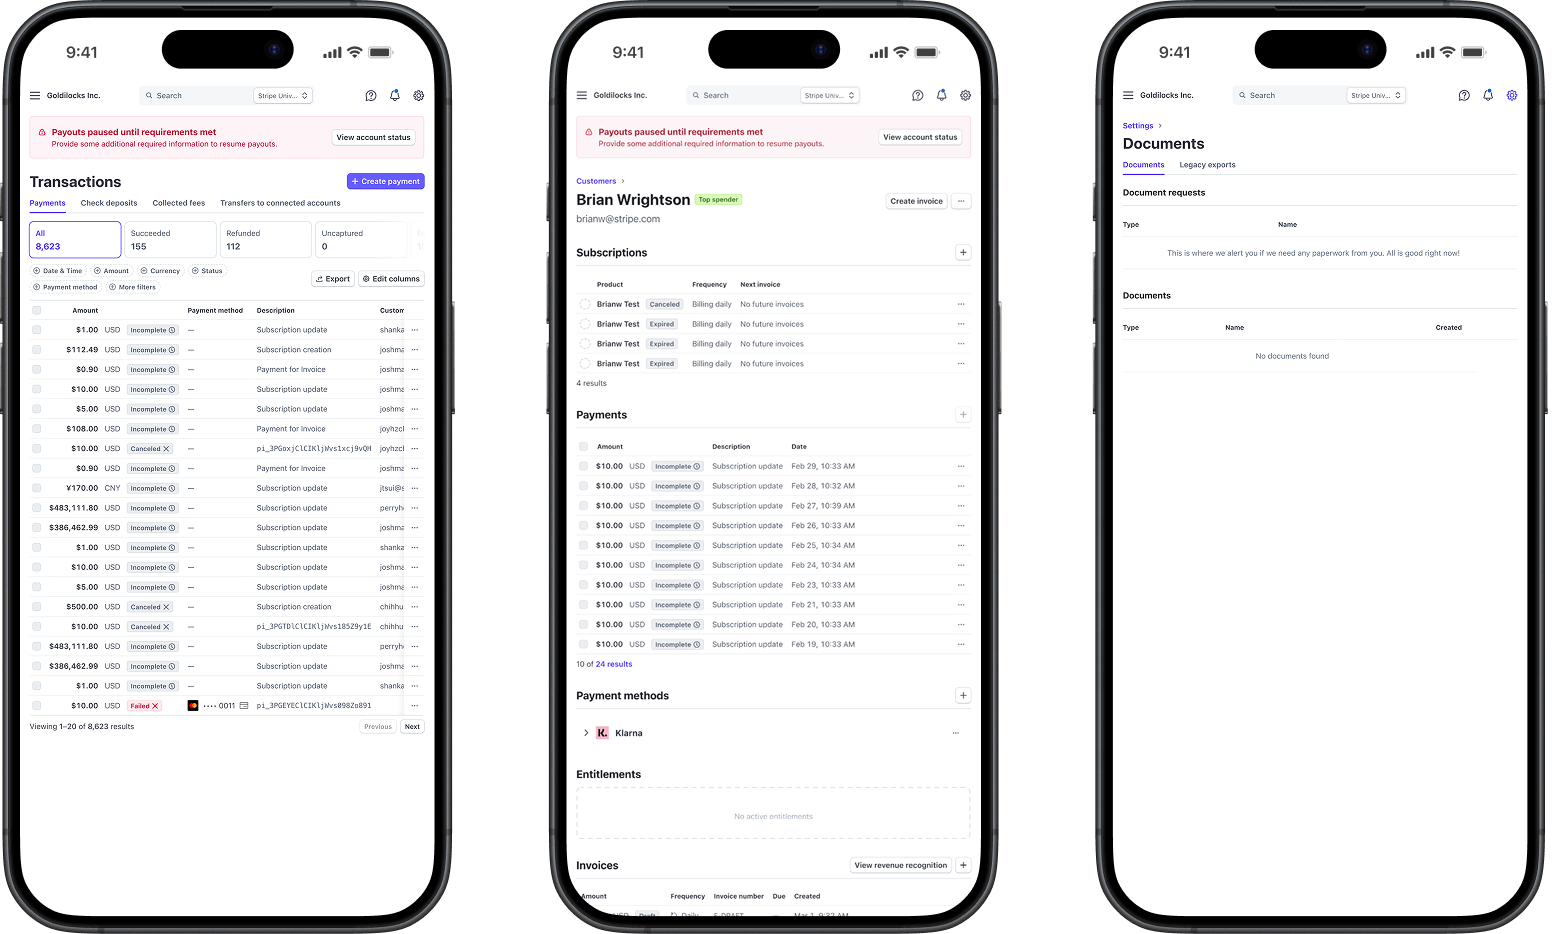 9:41
Goldilocks Inc.
Search
Stripe Univ...
Payouts paused until requirements met
Provide some additional required information to resume payouts.
View account status
Transactions
+ Create payment
Payments Check deposits Collected fees Transfers to connected accounts
All Succeeded Refunded Uncaptured
8,623 155 112 0
Date & Time Amount Currency Status
Payment method More filters
Export Edit columns
Amount Payment method Description Custom
$1.00 USD Incomplete — Subscription update shanka ...
$112.49 USD Incomplete — Subscription creation joshma ...
$0.90 USD Incomplete — Payment for Invoice joshma ...
$10.00 USD Incomplete — Subscription update joshma ...
$5.00 USD Incomplete — Subscription update joshma ...
$108.00 USD Incomplete — Payment for Invoice joyhzcl ...
$10.00 USD Canceled — pi_3PGoxjClCIKljWvs1xcj9vQH joyhzcl ...
$0.90 USD Incomplete — Payment for Invoice joshma ...
¥170.00 CNY Incomplete — Subscription update jtsui@s ...
$483,111.80 USD Incomplete — Subscription update perryh ...
$386,462.99 USD Incomplete — Subscription update joshma ...
$1.00 USD Incomplete — Subscription update shanka ...
$10.00 USD Incomplete — Subscription update joshma ...
$5.00 USD Incomplete — Subscription update joshma ...
$500.00 USD Canceled — Subscription creation chihhu ...
$10.00 USD Canceled — pi_3PGTDlClCIKljWvs185Z9y1E chihhu ...
$483,111.80 USD Incomplete — Subscription update perryh ...
$386,462.99 USD Incomplete — Subscription update joshma ...
$1.00 USD Incomplete — Subscription update shanka ...
$10.00 USD Failed •••• 0011 pi_3PGEYEClCIKljWvs098Zo891 ...
Viewing 1–20 of 8,623 results
Previous Next
9:41
Goldilocks Inc.
Search
Stripe Univ...
Payouts paused until requirements met
Provide some additional required information to resume payouts.
View account status
Customers
Brian Wrightson Top spender
Create invoice ...
brianw@stripe.com
Subscriptions +
Product Frequency Next invoice
Brianw Test Canceled Billing daily No future invoices ...
Brianw Test Expired Billing daily No future invoices ...
Brianw Test Expired Billing daily No future invoices ...
Brianw Test Expired Billing daily No future invoices ...
4 results
Payments +
Amount Description Date
$10.00 USD Incomplete Subscription update Feb 29, 10:33 AM ...
$10.00 USD Incomplete Subscription update Feb 28, 10:32 AM ...
$10.00 USD Incomplete Subscription update Feb 27, 10:39 AM ...
$10.00 USD Incomplete Subscription update Feb 26, 10:33 AM ...
$10.00 USD Incomplete Subscription update Feb 25, 10:34 AM ...
$10.00 USD Incomplete Subscription update Feb 24, 10:34 AM ...
$10.00 USD Incomplete Subscription update Feb 23, 10:33 AM ...
$10.00 USD Incomplete Subscription update Feb 21, 10:33 AM ...
$10.00 USD Incomplete Subscription update Feb 20, 10:33 AM ...
$10.00 USD Incomplete Subscription update Feb 19, 10:33 AM ...
10 of 24 results
Payment methods +
K. Klarna ...
Entitlements
No active entitlements
Invoices
View revenue recognition +
Amount Frequency Invoice number Due Created
USD Draft Daily Mar 1, 9:32 AM
9:41
Goldilocks Inc.
Search
Stripe Univ...
Settings
Documents
Documents Legacy exports
Document requests
Type Name
This is where we alert you if we need any paperwork from you. All is good right now!
Documents
Type Name Created
No documents found